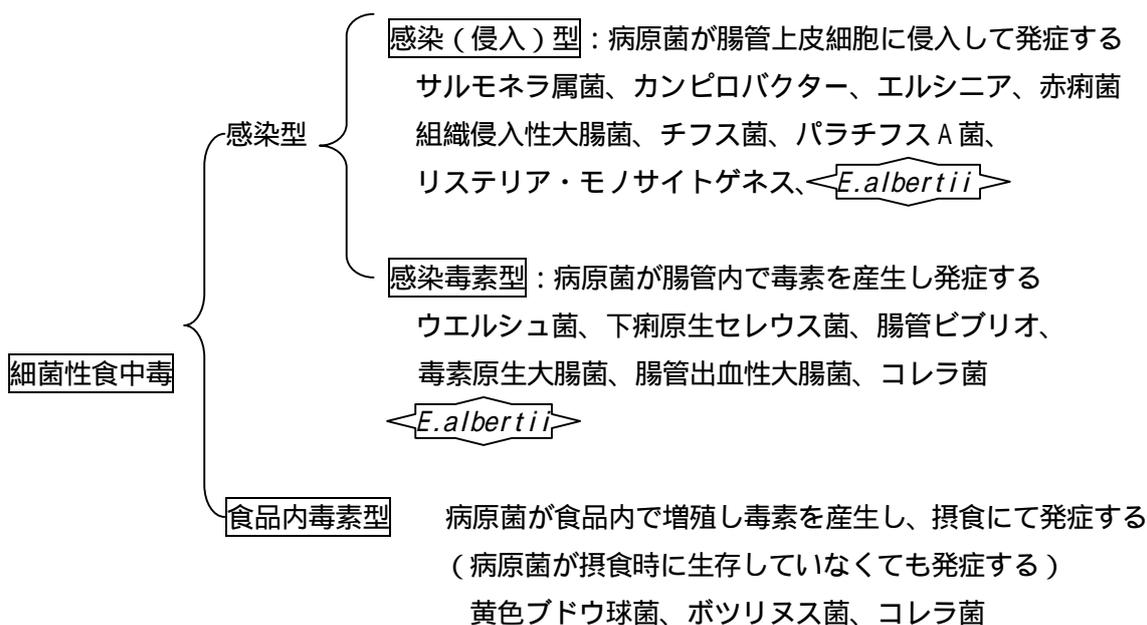 感染（侵入）型：病原菌が腸管上皮細胞に侵入して発症する
サルモネラ属菌、カンピロバクター、エルシニア、赤痢菌
感染型
組織侵入性大腸菌、チフス菌、パラチフスA菌、
リステリア・モノサイトゲネス、E.albertii
感染毒素型：病原菌が腸管内で毒素を産生し発症する
ウエルシュ菌、下痢原生セレウス菌、腸管ビブリオ、
細菌性食中毒
毒素原生大腸菌、腸管出血性大腸菌、コレラ菌
E.albertii
食品内毒素型 病原菌が食品内で増殖し毒素を産生し、摂食にて発症する
（病原菌が摂食時に生存していなくても発症する）
黄色ブドウ球菌、ボツリヌス菌、コレラ菌